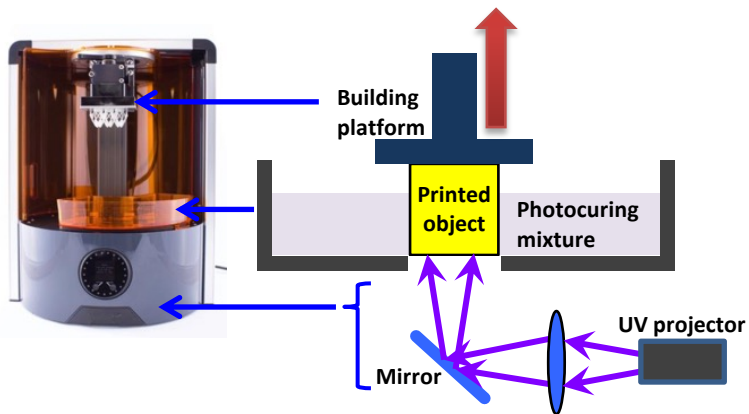 Building
platform
Printed
object
Photocuring
mixture
UV projector
Mirror